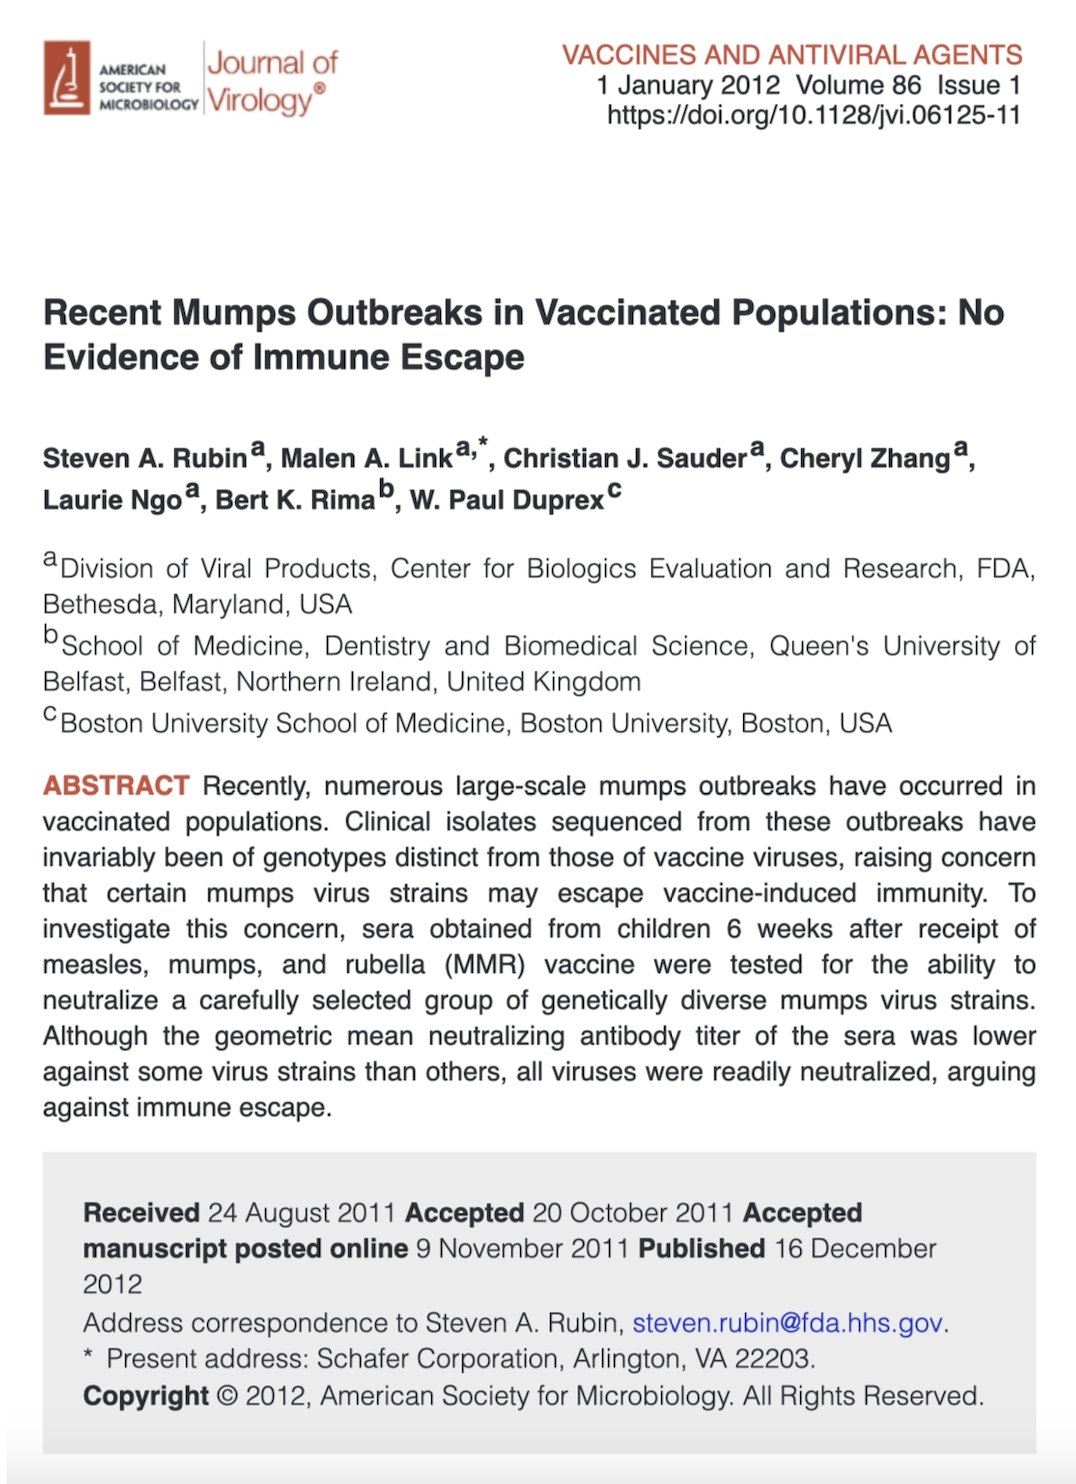 AMERICAN
SOCIETY FOR
MICROBIOLOGY
Journal of
Virology®
VACCINES AND ANTIVIRAL AGENTS
1 January 2012 Volume 86 Issue 1
https://doi.org/10.1128/jvi.06125-11
Recent Mumps Outbreaks in Vaccinated Populations: No
Evidence of Immune Escape
Steven A. Rubin a, Malen A. Link a,*, Christian J. Sauder a, Cheryl Zhang a,
Laurie Ngo a, Bert K. Rima b, W. Paul Duprex c
a Division of Viral Products, Center for Biologics Evaluation and Research, FDA,
Bethesda, Maryland, USA
b School of Medicine, Dentistry and Biomedical Science, Queen's University of
Belfast, Belfast, Northern Ireland, United Kingdom
c Boston University School of Medicine, Boston University, Boston, USA
ABSTRACT Recently, numerous large-scale mumps outbreaks have occurred in
vaccinated populations. Clinical isolates sequenced from these outbreaks have
invariably been of genotypes distinct from those of vaccine viruses, raising concern
that certain mumps virus strains may escape vaccine-induced immunity. To
investigate this concern, sera obtained from children 6 weeks after receipt of
measles, mumps, and rubella (MMR) vaccine were tested for the ability to
neutralize a carefully selected group of genetically diverse mumps virus strains.
Although the geometric mean neutralizing antibody titer of the sera was lower
against some virus strains than others, all viruses were readily neutralized, arguing
against immune escape.
Received 24 August 2011 Accepted 20 October 2011 Accepted
manuscript posted online 9 November 2011 Published 16 December
2012
Address correspondence to Steven A. Rubin, steven.rubin@fda.hhs.gov.
* Present address: Schafer Corporation, Arlington, VA 22203.
Copyright © 2012, American Society for Microbiology. All Rights Reserved.